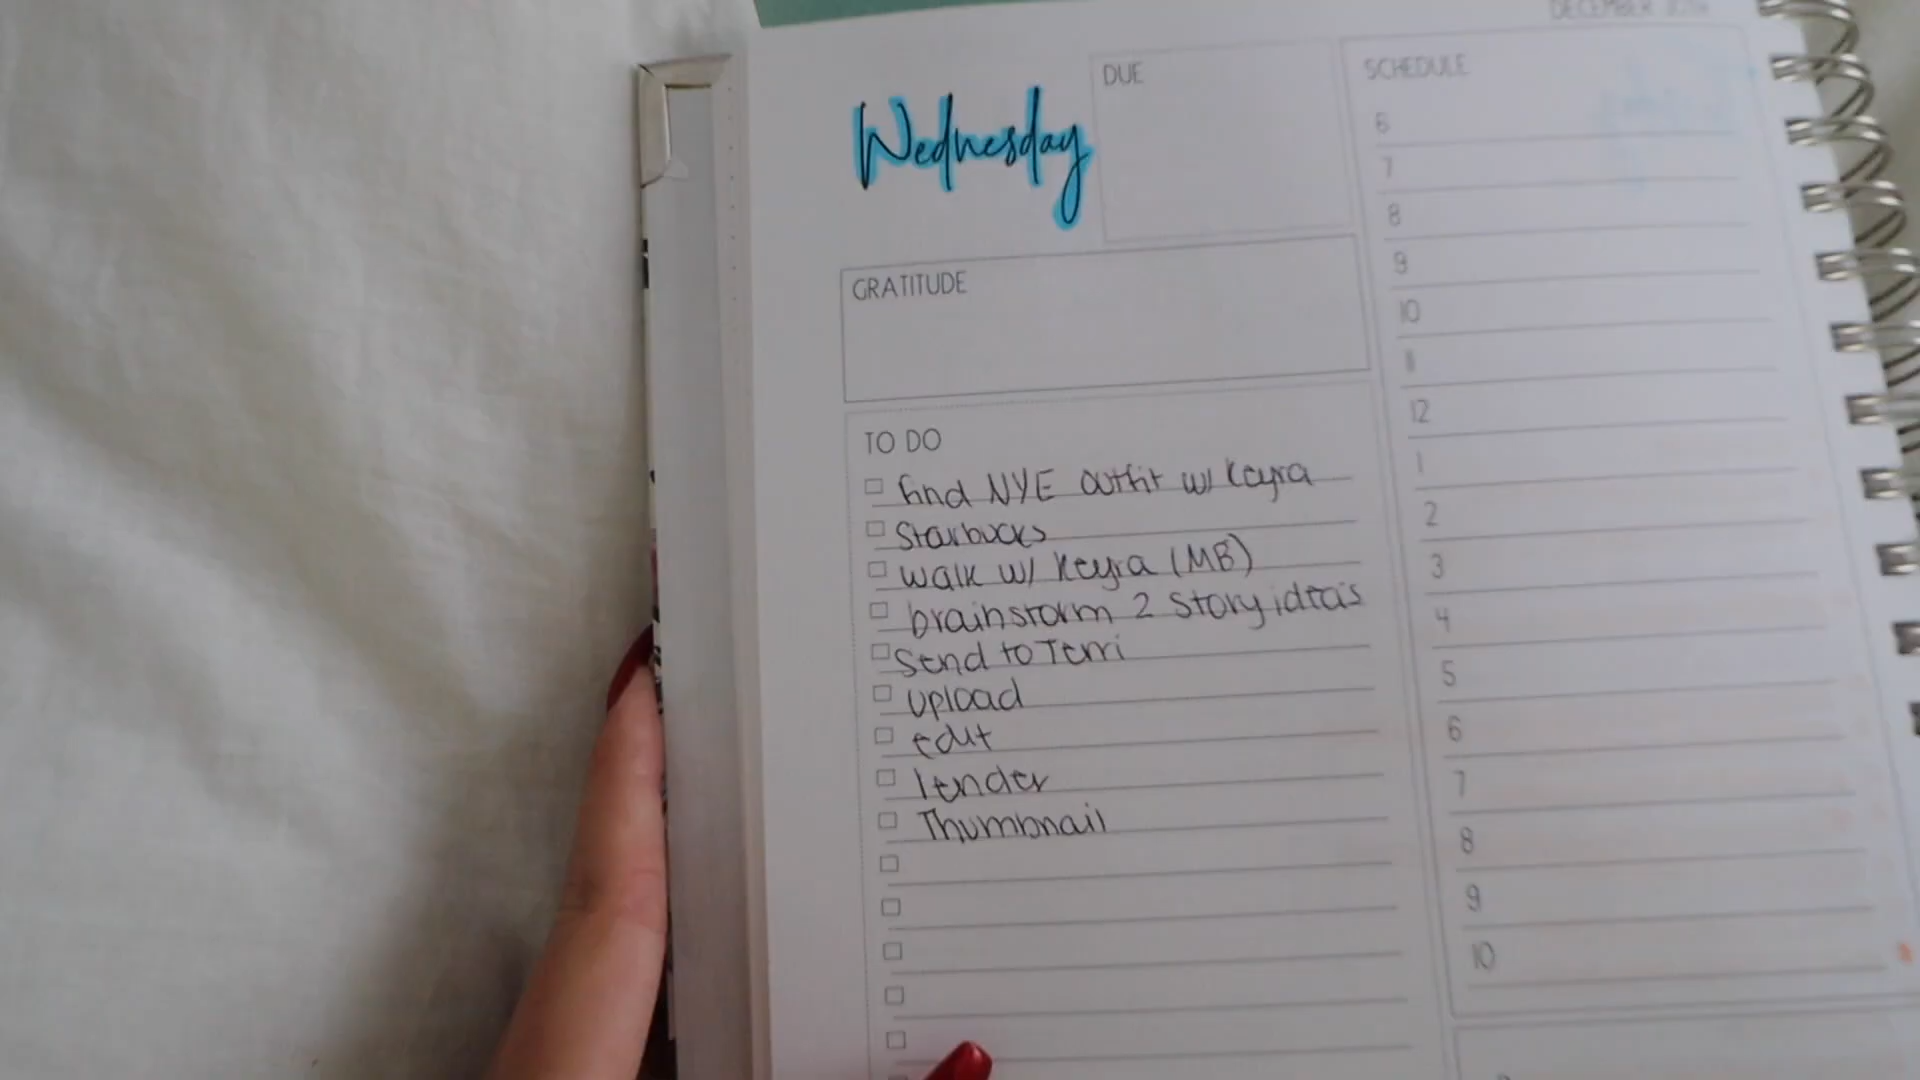 DECEMBER
Wednesday
DUE
GRATITUDE
TO DO
find NYE outfit w/ Keyra
Starbucks
walk w/ Keyra (MB)
brainstorm 2 story ideas
Send to Terri
upload
edit
render
Thumbnail
SCHEDULE
6
7
8
9
10
11
12
1
2
3
4
5
6
7
8
9
10